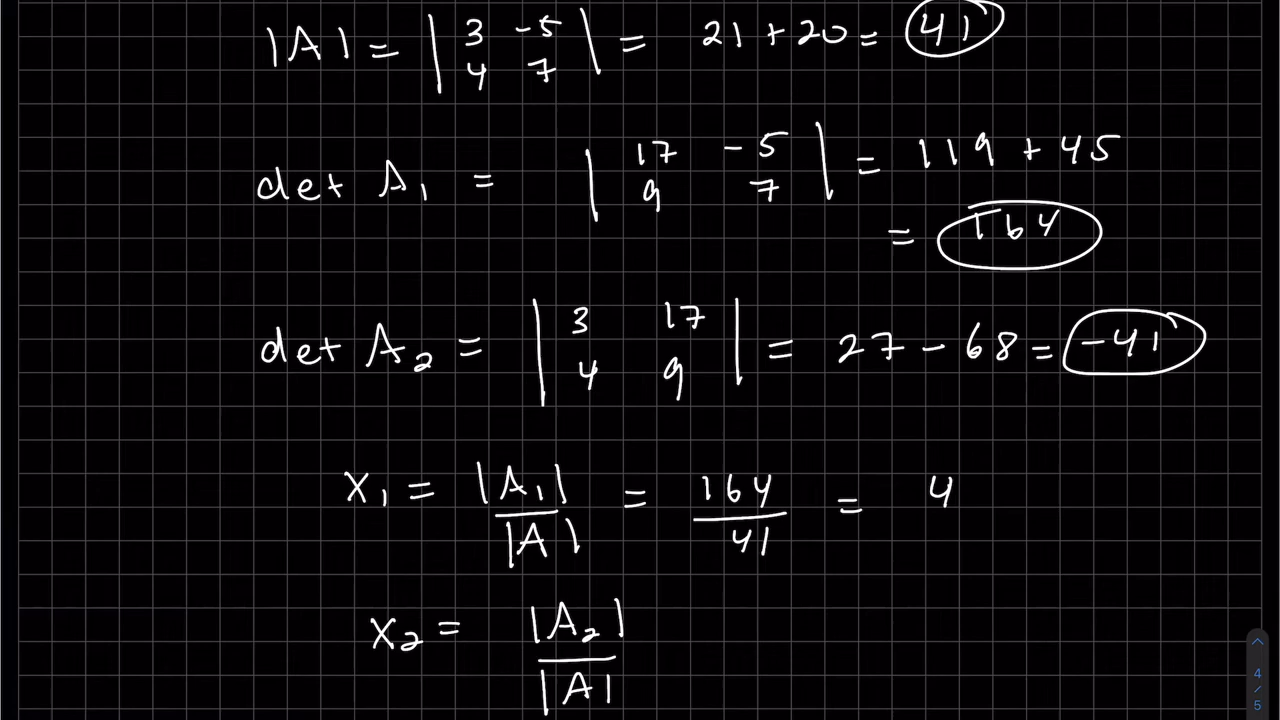 |A| = | 3 -5 | = 21 + 20 = 41
4 7
det A₁ = | 17 -5 | = 119 + 45
9 7
= 164
det A₂ = | 3 17 | = 27 - 68 = -41
4 9
x₁ = |A₁| / |A| = 164 / 41 = 4
x₂ = |A₂| / |A|
4
/
5